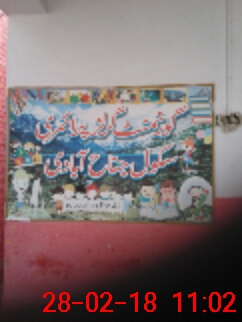 گورنمنٹ گرلز پرائمری
سکول جناح آبادی
28-02-18 11:02